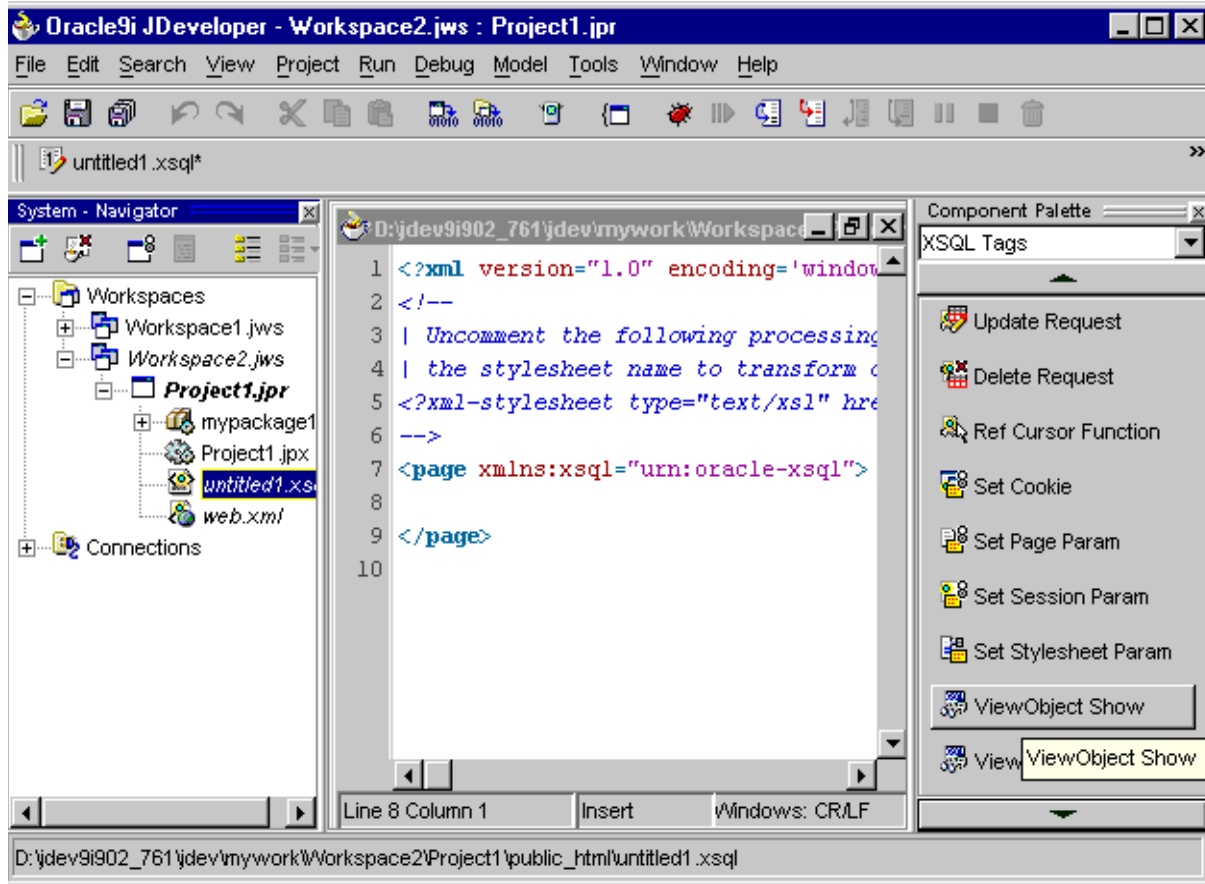 Oracle9i JDeveloper - Workspace2.jws : Project1.jpr
File Edit Search View Project Run Debug Model Tools Window Help
untitled1.xsql*
System - Navigator
Workspaces
Workspace1.jws
Workspace2.jws
Project1.jpr
mypackage1
Project1.jpx
untitled1.xs
web.xml
Connections
D:\jdev9i902_761\jdev\mywork\Workspac
1 <?xml version="1.0" encoding='window
2 <!--
3 | Uncomment the following processing
4 | the stylesheet name to transform
5 <?xml-stylesheet type="text/xsl" hre
6 -->
7 <page xmlns:xsql="urn:oracle-xsql">
8
9 </page>
10
Line 8 Column 1 Insert Windows: CR/LF
Component Palette
XSQL Tags
Update Request
Delete Request
Ref Cursor Function
Set Cookie
Set Page Param
Set Session Param
Set Stylesheet Param
ViewObject Show
View
ViewObject Show
D:\jdev9i902_761\jdev\mywork\Workspace2\Project1\public_html\untitled1.xsql